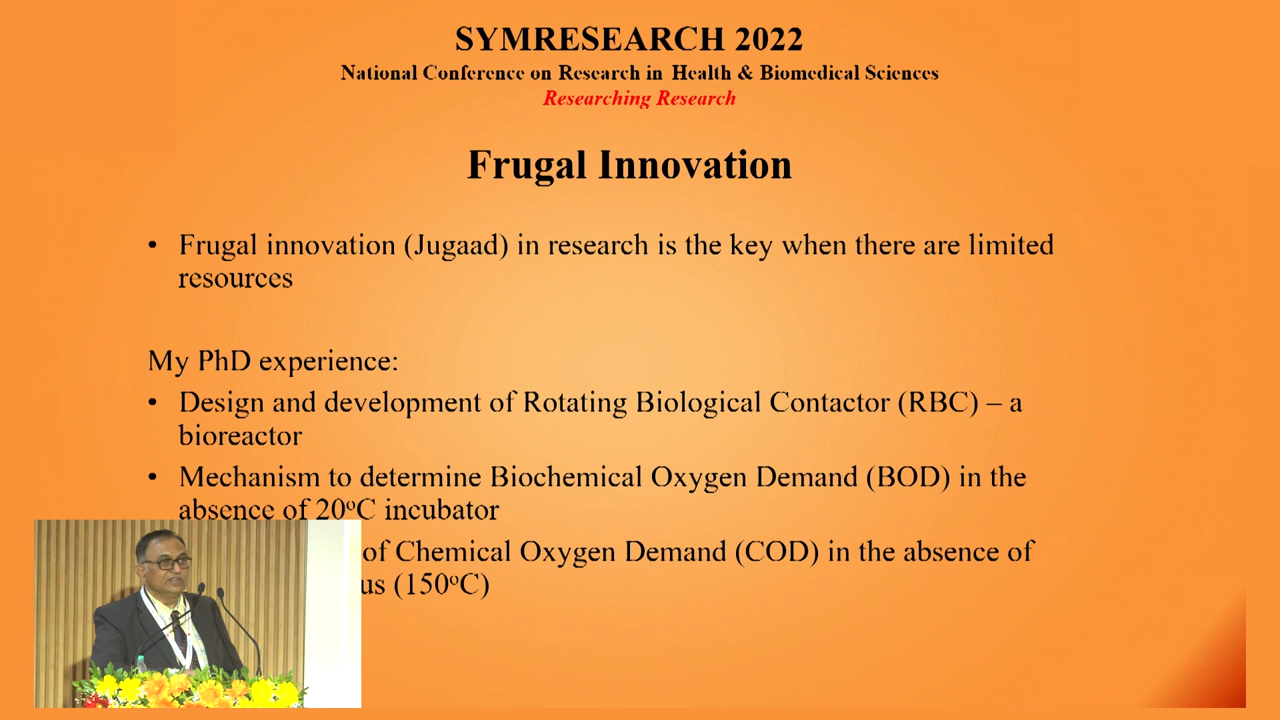 SYMRESEARCH 2022
National Conference on Research in Health & Biomedical Sciences
Researching Research
Frugal Innovation
• Frugal innovation (Jugaad) in research is the key when there are limited
resources
My PhD experience:
• Design and development of Rotating Biological Contactor (RBC) – a
bioreactor
• Mechanism to determine Biochemical Oxygen Demand (BOD) in the
absence of 20°C incubator
of Chemical Oxygen Demand (COD) in the absence of
us (150°C)